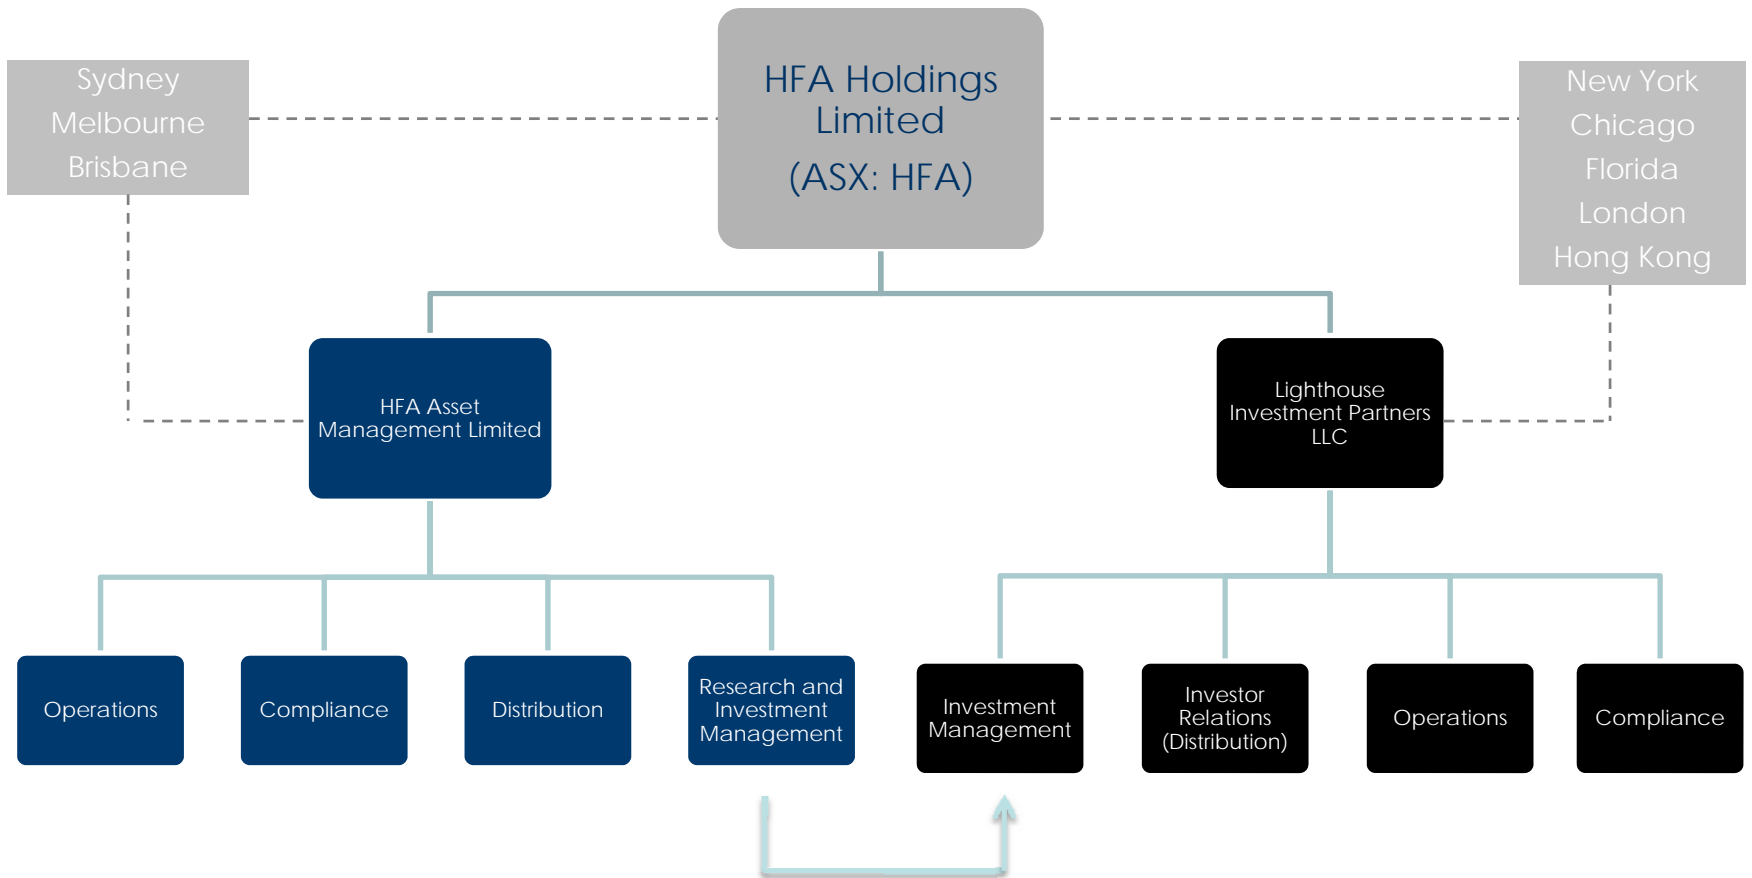 HFA Holdings
Limited
(ASX: HFA)
Sydney
Melbourne
Brisbane
New York
Chicago
Florida
London
Hong Kong
HFA Asset
Management Limited
Lighthouse
Investment Partners
LLC
Operations
Compliance
Distribution
Research and
Investment
Management
Investment
Management
Investor
Relations
(Distribution)
Operations
Compliance